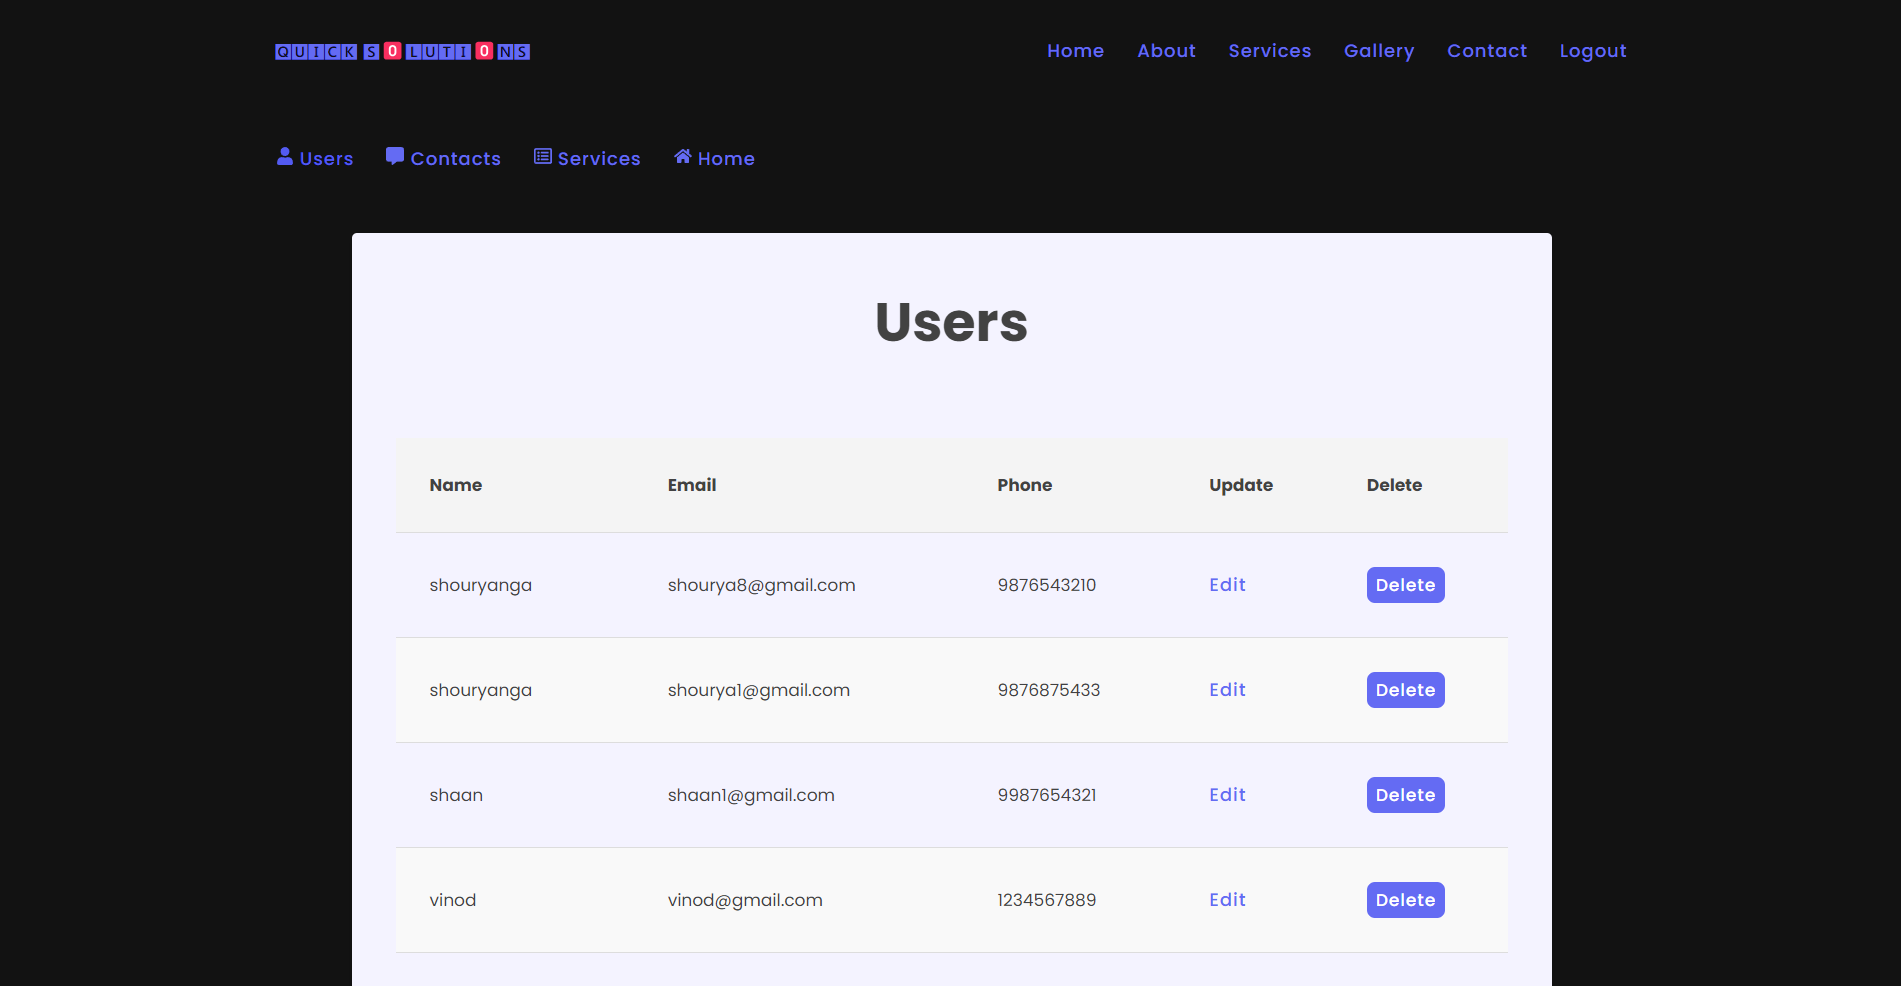 QUICK SOLUTIONS Home About Services Gallery Contact Logout
Users Contacts Services Home
Users
Name Email Phone Update Delete
shouryanga shourya8@gmail.com 9876543210 Edit Delete
shouryanga shourya1@gmail.com 9876875433 Edit Delete
shaan shaan1@gmail.com 9987654321 Edit Delete
vinod vinod@gmail.com 1234567889 Edit Delete